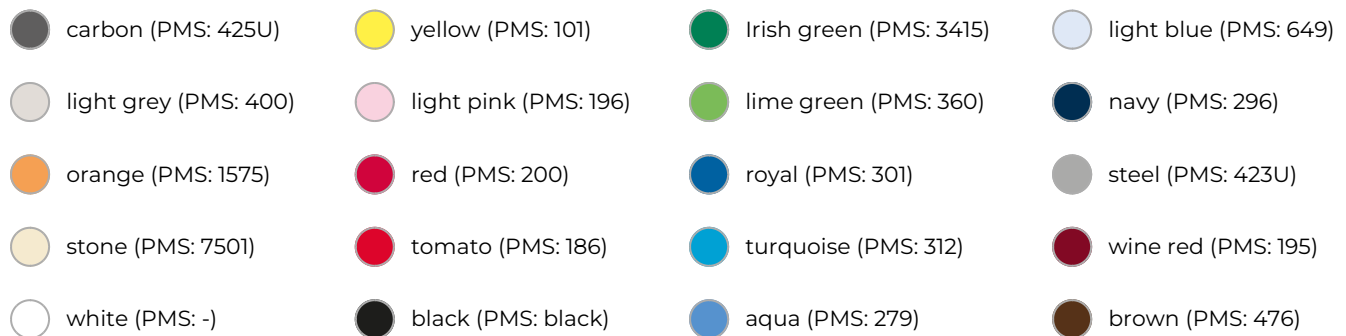 carbon (PMS: 425U)
yellow (PMS: 101)
Irish green (PMS: 3415)
light blue (PMS: 649)
light grey (PMS: 400)
light pink (PMS: 196)
lime green (PMS: 360)
navy (PMS: 296)
orange (PMS: 1575)
red (PMS: 200)
royal (PMS: 301)
steel (PMS: 423U)
stone (PMS: 7501)
tomato (PMS: 186)
turquoise (PMS: 312)
wine red (PMS: 195)
white (PMS: -)
black (PMS: black)
aqua (PMS: 279)
brown (PMS: 476)